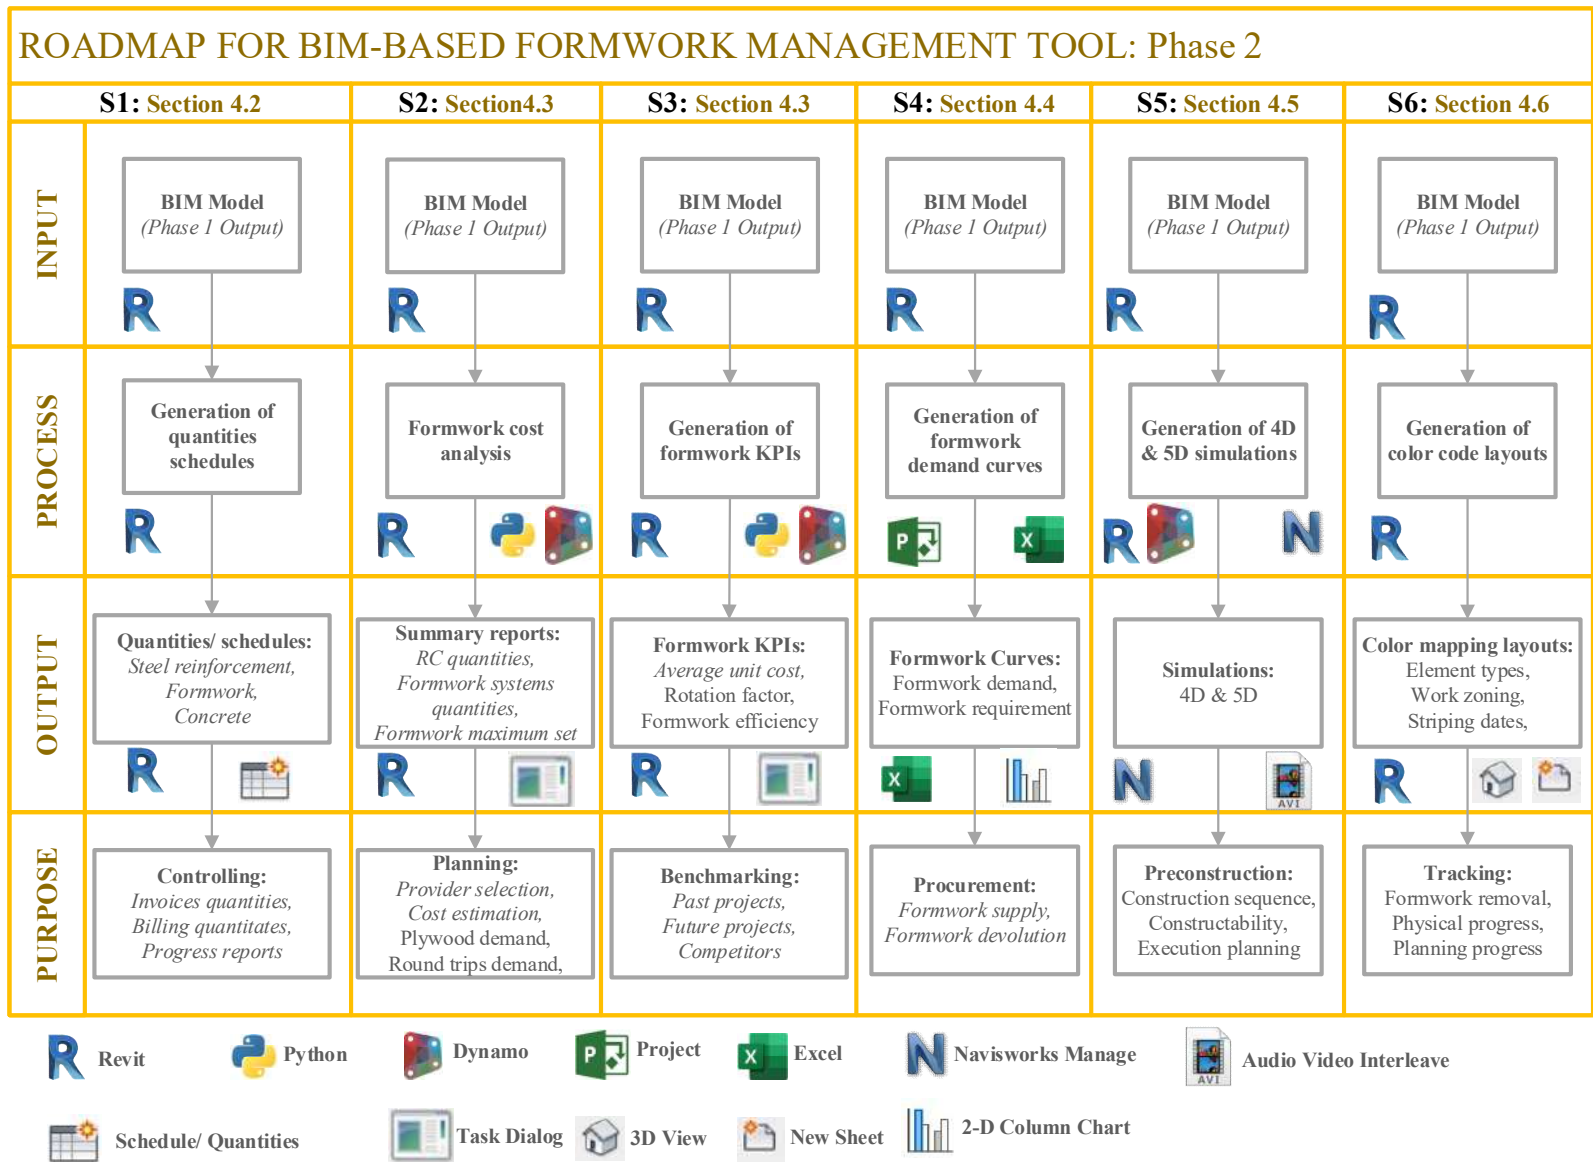 ROADMAP FOR BIM-BASED FORMWORK MANAGEMENT TOOL: Phase 2
S1: Section 4.2
S2: Section4.3
S3: Section 4.3
S4: Section 4.4
S5: Section 4.5
S6: Section 4.6
INPUT
BIM Model
(Phase 1 Output)
BIM Model
(Phase 1 Output)
BIM Model
(Phase 1 Output)
BIM Model
(Phase 1 Output)
BIM Model
(Phase 1 Output)
BIM Model
(Phase 1 Output)
PROCESS
Generation of
quantities
schedules
Formwork cost
analysis
Generation of
formwork KPIs
Generation of
formwork
demand curves
Generation of 4D
& 5D simulations
Generation of
color code layouts
OUTPUT
Quantities/ schedules:
Steel reinforcement,
Formwork,
Concrete
Summary reports:
RC quantities,
Formwork systems
quantities,
Formwork maximum set
Formwork KPIs:
Average unit cost,
Rotation factor,
Formwork efficiency
Formwork Curves:
Formwork demand,
Formwork requirement
Simulations:
4D & 5D
Color mapping layouts:
Element types,
Work zoning,
Striping dates,
AVI
PURPOSE
Controlling:
Invoices quantities,
Billing quantitates,
Progress reports
Planning:
Provider selection,
Cost estimation,
Plywood demand,
Round trips demand,
Benchmarking:
Past projects,
Future projects,
Competitors
Procurement:
Formwork supply,
Formwork devolution
Preconstruction:
Construction sequence,
Constructability,
Execution planning
Tracking:
Formwork removal,
Physical progress,
Planning progress
Revit
Python
Dynamo
Project
Excel
Navisworks Manage
AVI
Audio Video Interleave
Schedule/ Quantities
Task Dialog
3D View
New Sheet
2-D Column Chart